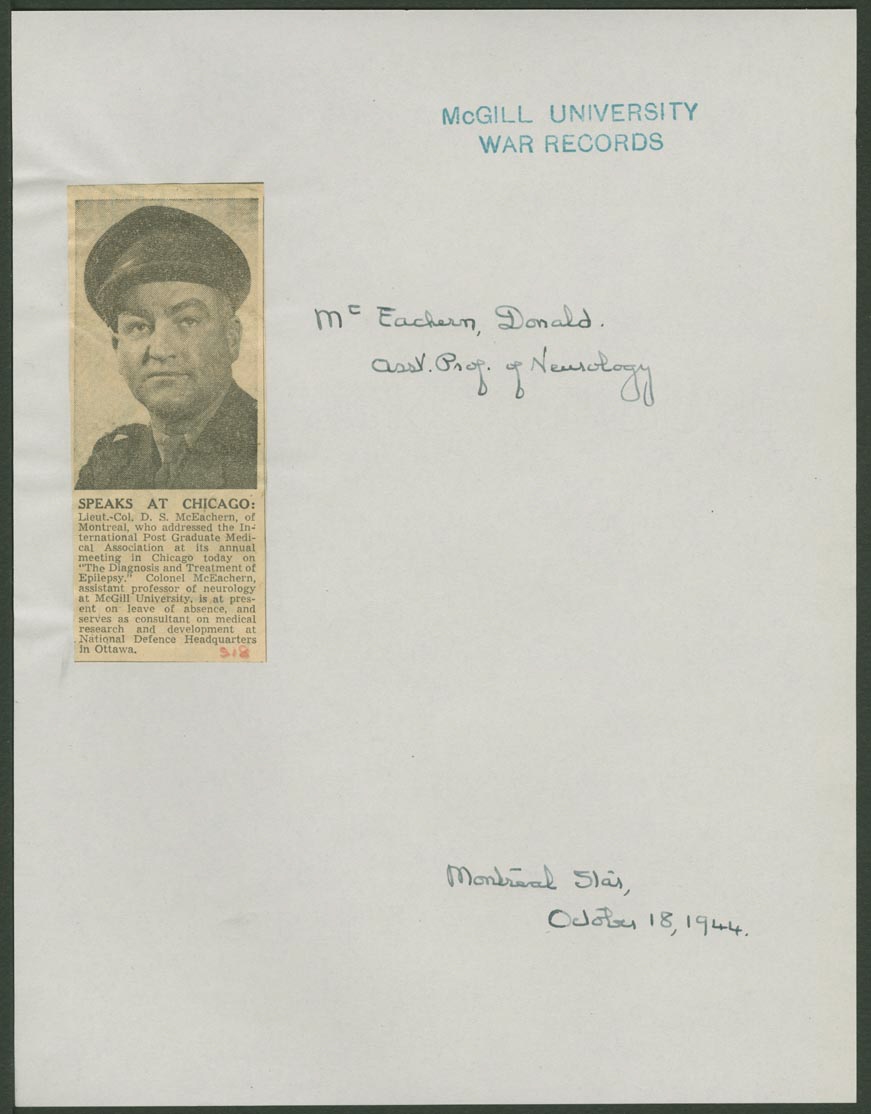 McGILL UNIVERSITY
WAR RECORDS
Mc Eachern, Donald.
Asst. Prof. of Neurology
SPEAKS AT CHICAGO:
Lieut.-Col. D. S. McEachern, of
Montreal, who addressed the In-
ternational Post Graduate Medi-
cal Association at its annual
meeting in Chicago today on
"The Diagnosis and Treatment of
Epilepsy." Colonel McEachern,
assistant professor of neurology
at McGill University, is at pres-
ent on leave of absence, and
serves as consultant on medical
research and development at
National Defence Headquarters
in Ottawa.
S18
Montreal Star,
October 18, 1944.